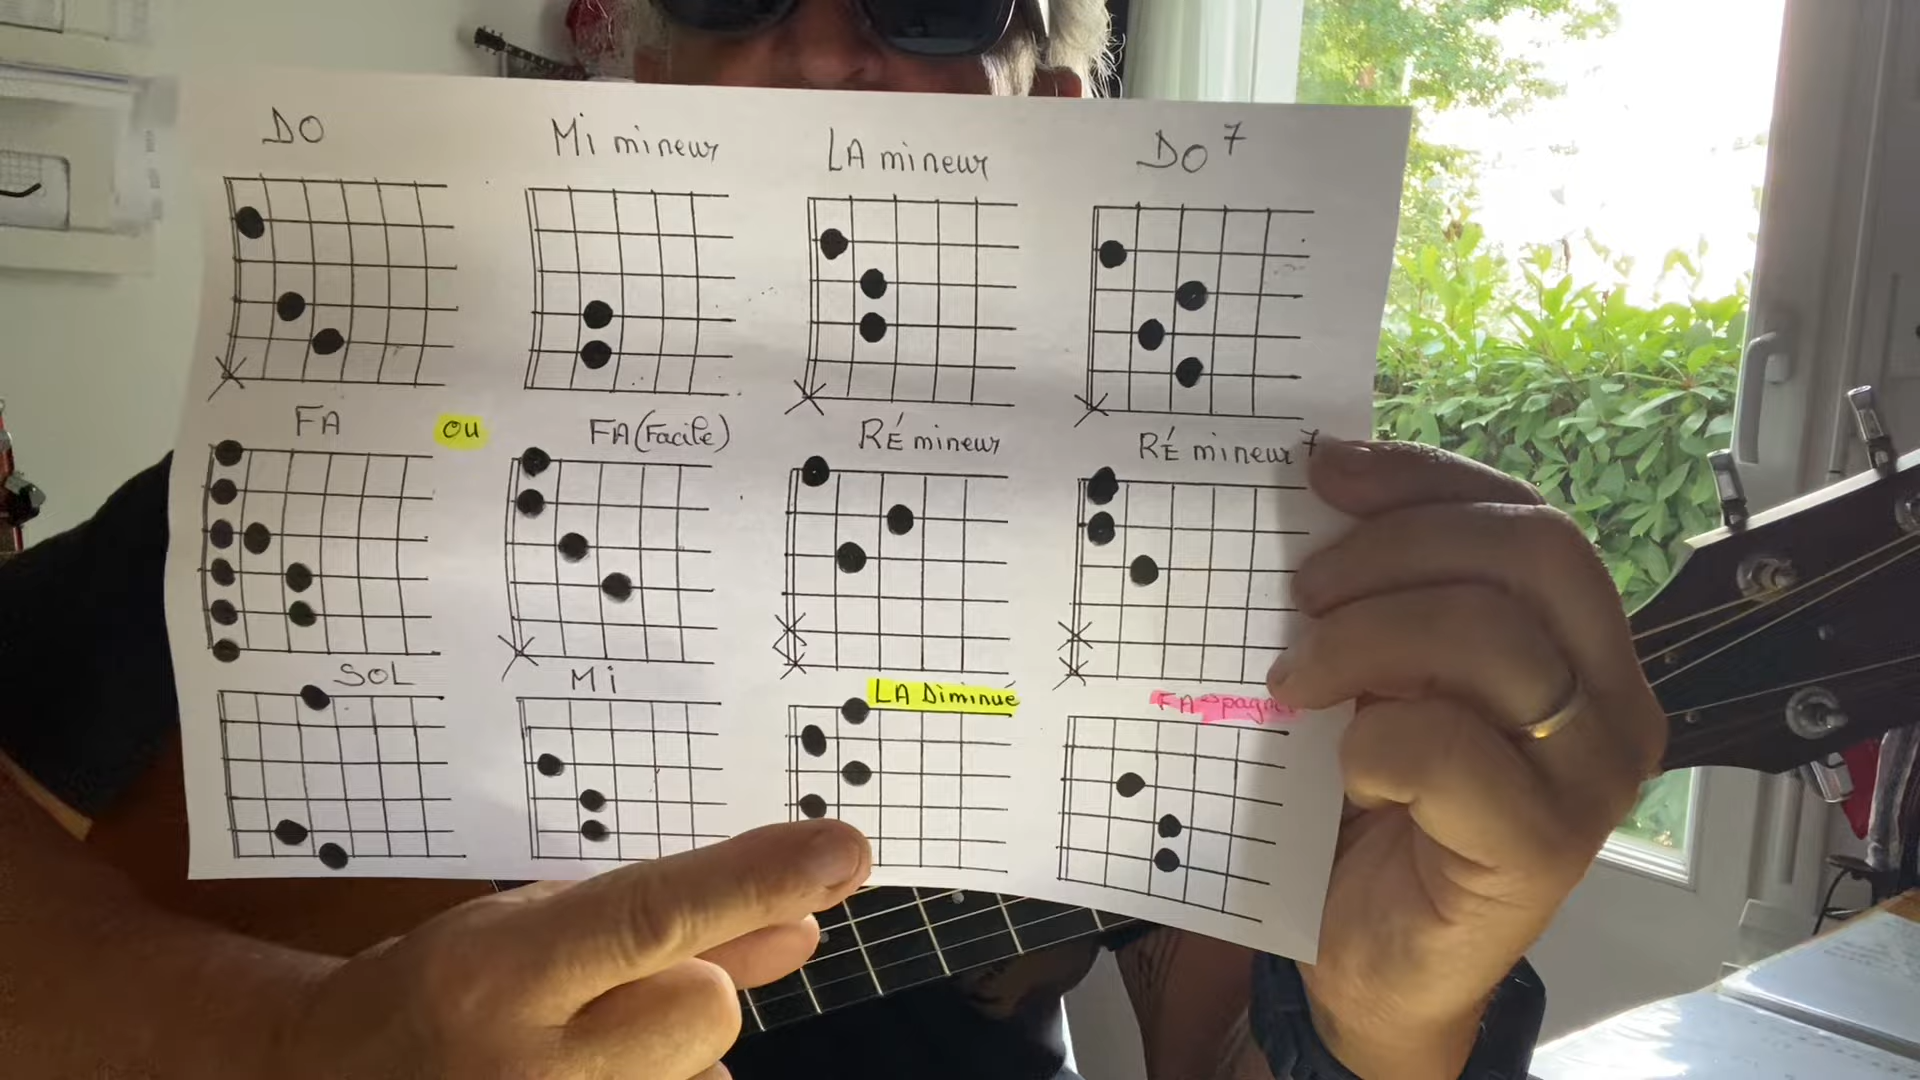 DO
Mi mineur
LA mineur
DO 7
FA
ou
FA (Facile)
RÉ mineur
RÉ mineur 7
SOL
Mi
LA Diminué
FA